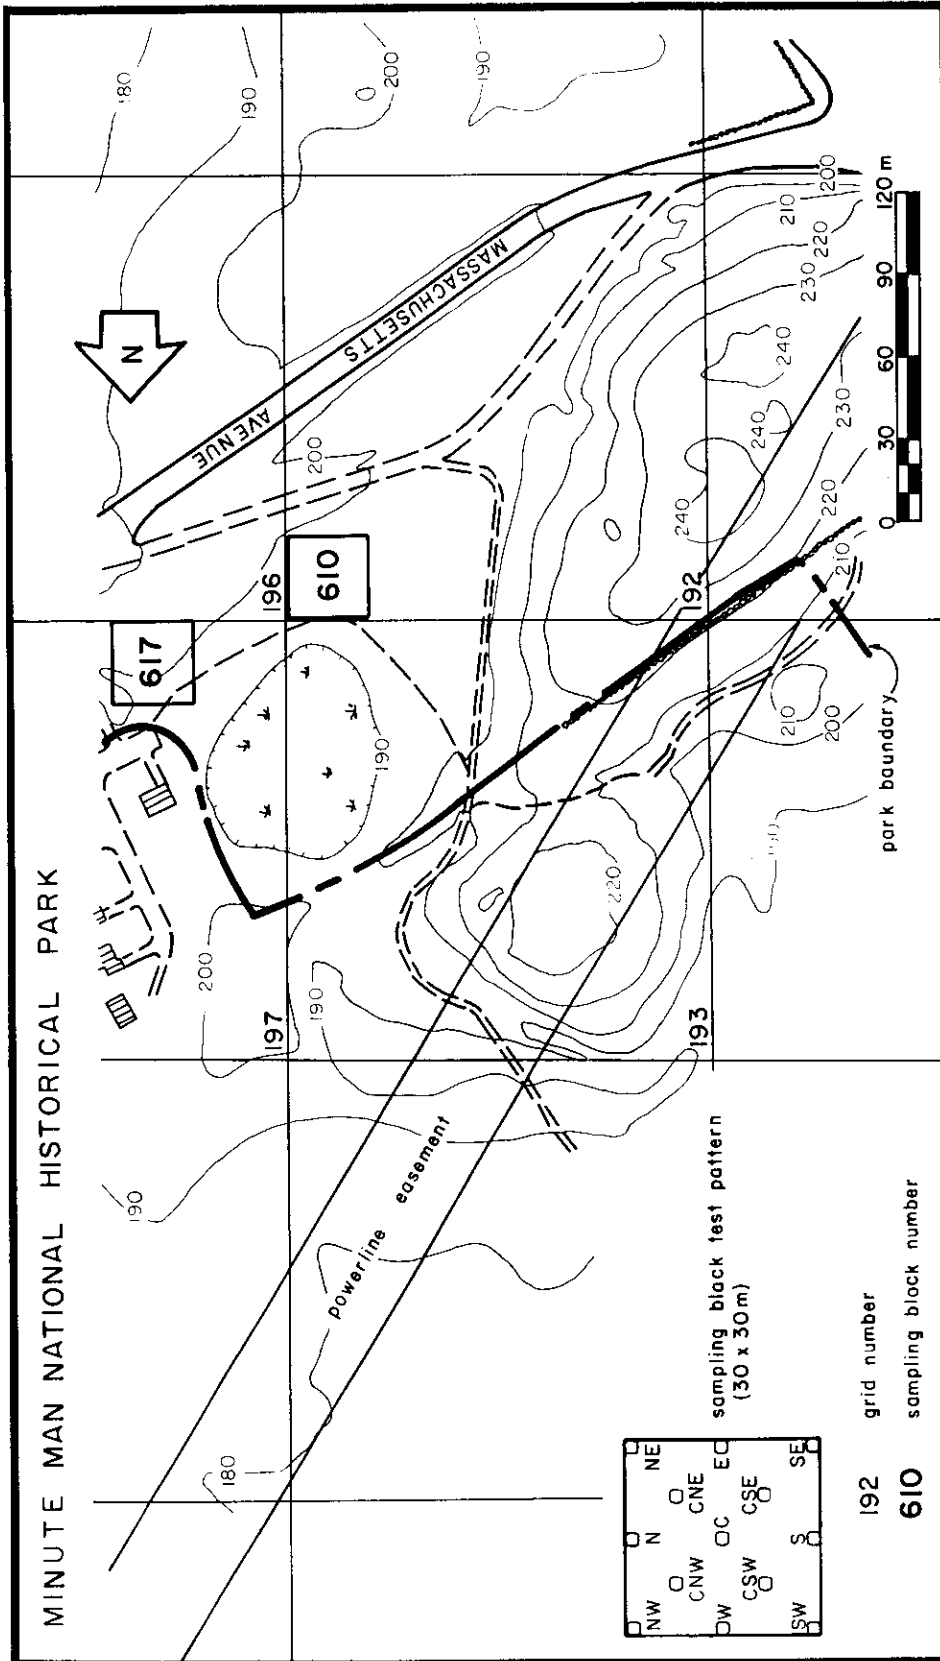 MINUTE MAN NATIONAL HISTORICAL PARK
N
MASSACHUSETTS
AVENUE
617
610
196
197
192
193
180
190
200
190
200
190
200
190
200
190
190
180
220
210
200
210
240
240
240
230
220
210
200
210
220
230
powerline easement
park boundary
0 30 60 90 120 m
NW N NE
CNW CNE
W C E
CSW CSE
SW S SE
sampling block test pattern
(30 x 30m)
192 grid number
610 sampling block number